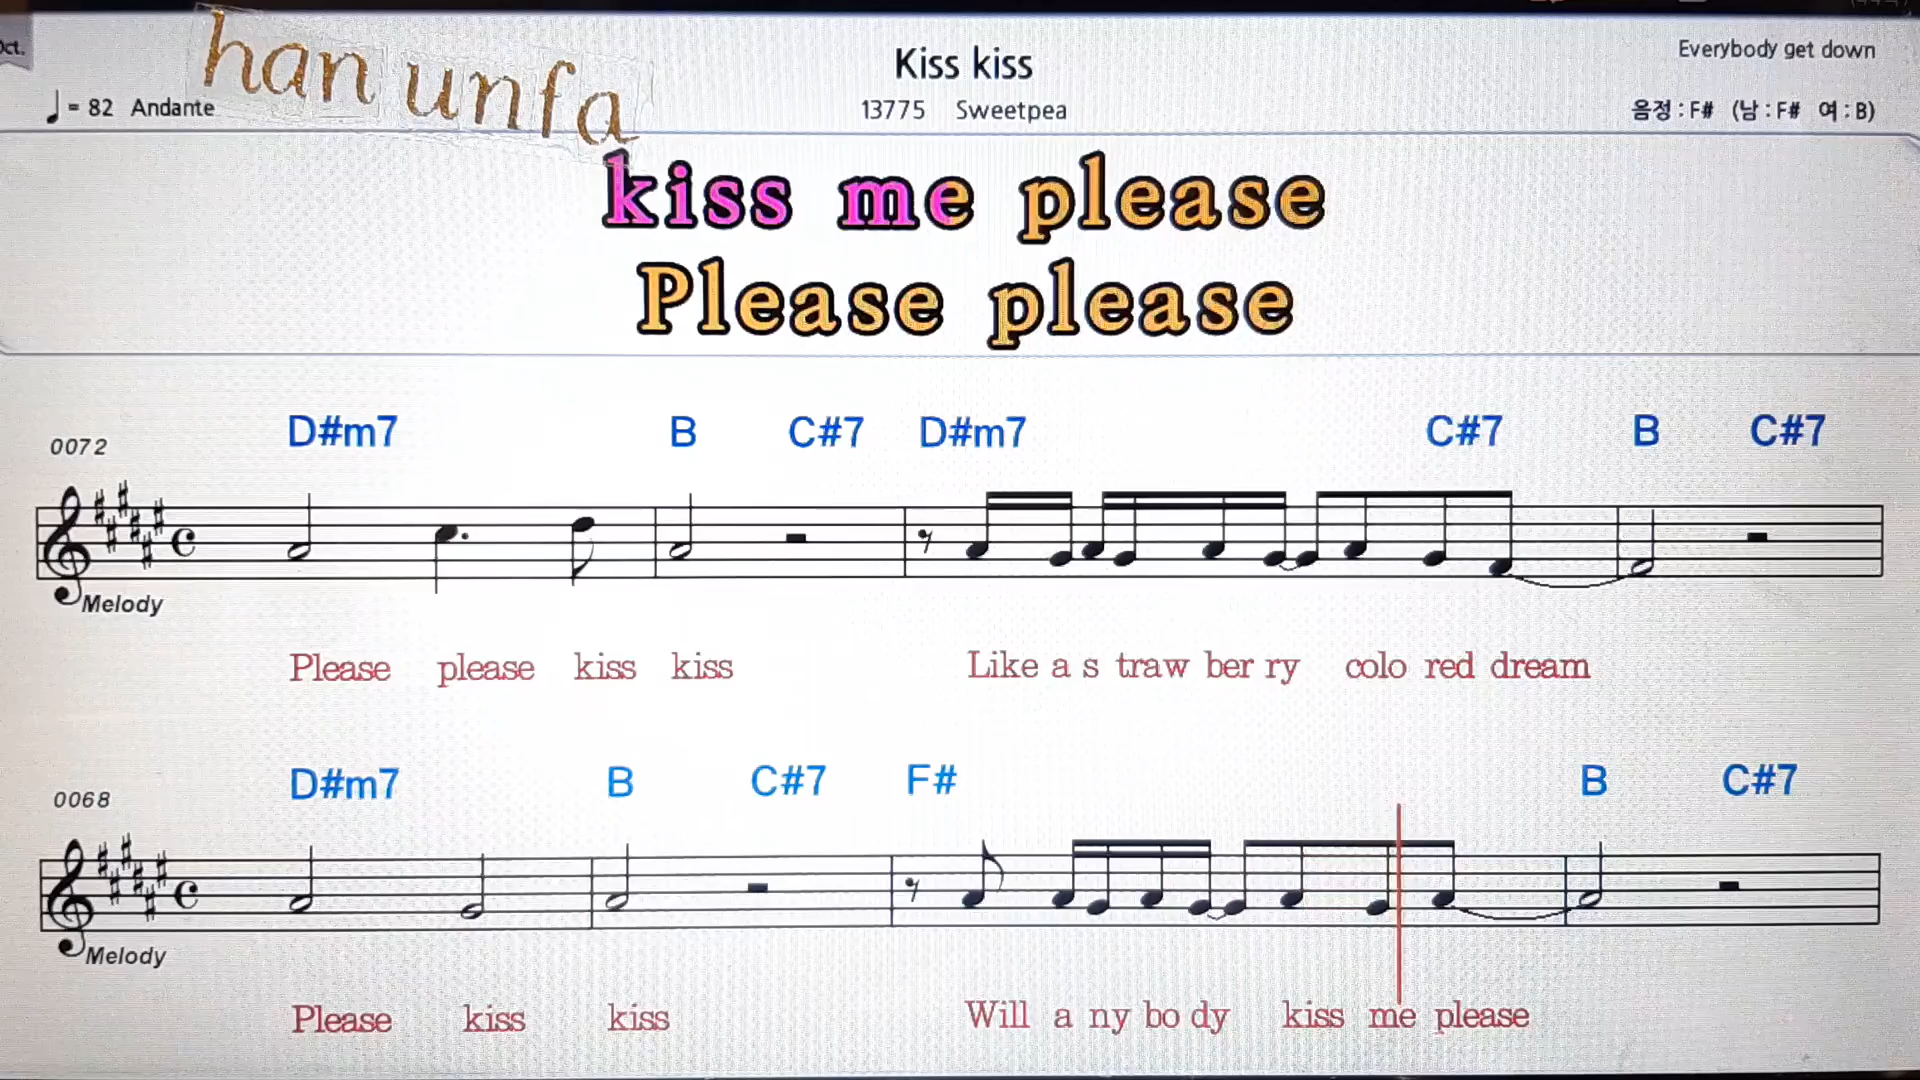 Oct.
han unfa
Kiss kiss
Everybody get down
= 82 Andante
13775 Sweetpea
음정 : F# (남 : F# 여 : B)
kiss me please
Please please
D#m7 B C#7 D#m7 C#7 B C#7
0072
Melody
Please please kiss kiss Like a s traw ber ry colo red dream
D#m7 B C#7 F# B C#7
0068
Melody
Please kiss kiss Will a ny bo dy kiss me please